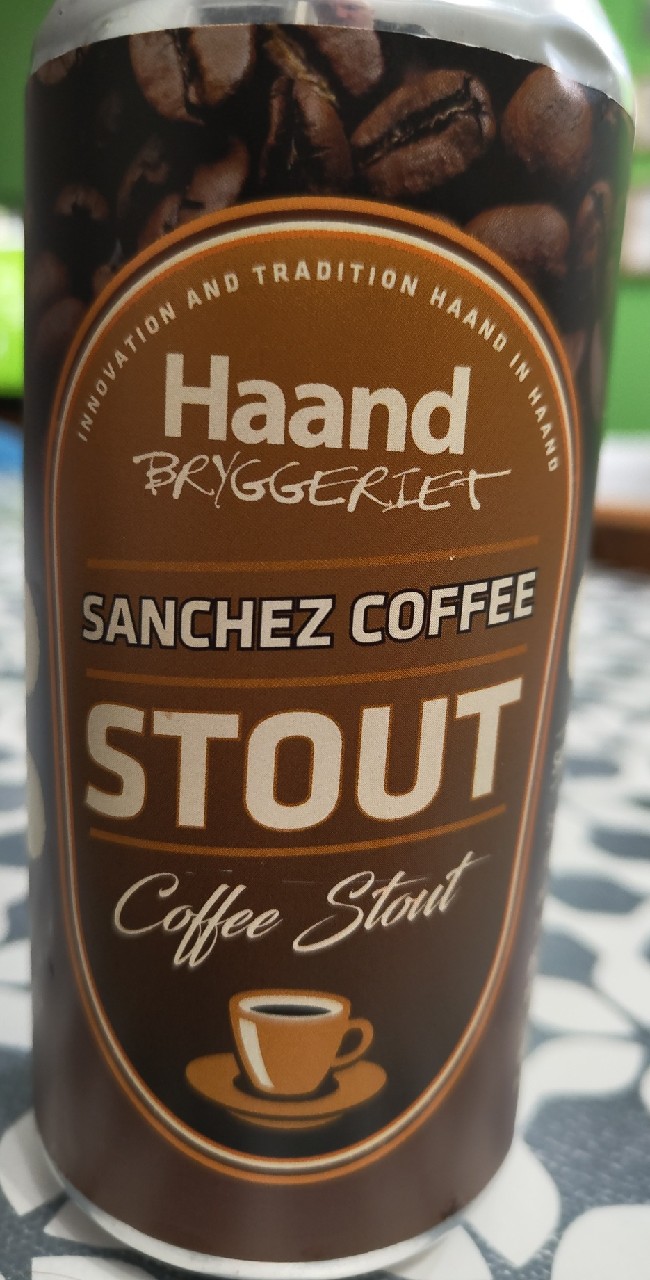 INNOVATION AND TRADITION HAAND IN HAAND
Haand
BRYGGERIET
SANCHEZ COFFEE
STOUT
Coffee Stout